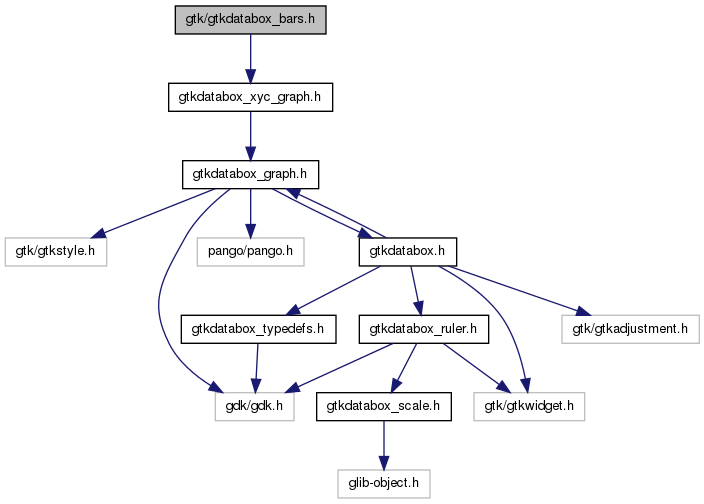 gtk/gtkdatabox_bars.h
gtkdatabox_xyc_graph.h
gtkdatabox_graph.h
gtk/gtkstyle.h
pango/pango.h
gtkdatabox.h
gtkdatabox_typedefs.h
gtkdatabox_ruler.h
gtk/gtkadjustment.h
gdk/gdk.h
gtkdatabox_scale.h
gtk/gtkwidget.h
glib-object.h